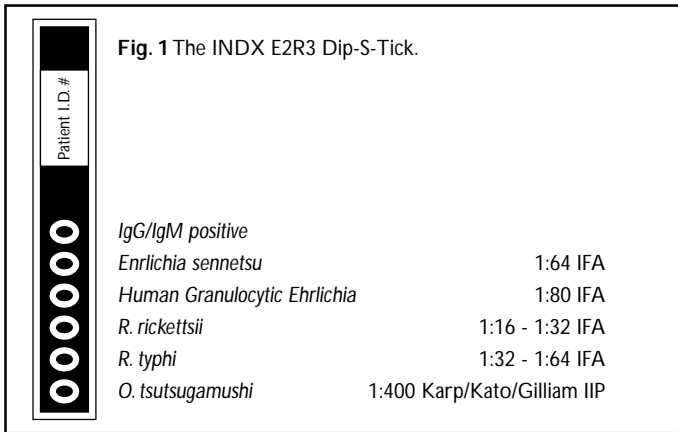 Fig. 1 The INDX E2R3 Dip-S-Tick.
Patient I.D. #
IgG/IgM positive
Enrlichia sennetsu 1:64 IFA
Human Granulocytic Ehrlichia 1:80 IFA
R. rickettsii 1:16 - 1:32 IFA
R. typhi 1:32 - 1:64 IFA
O. tsutsugamushi 1:400 Karp/Kato/Gilliam IIP